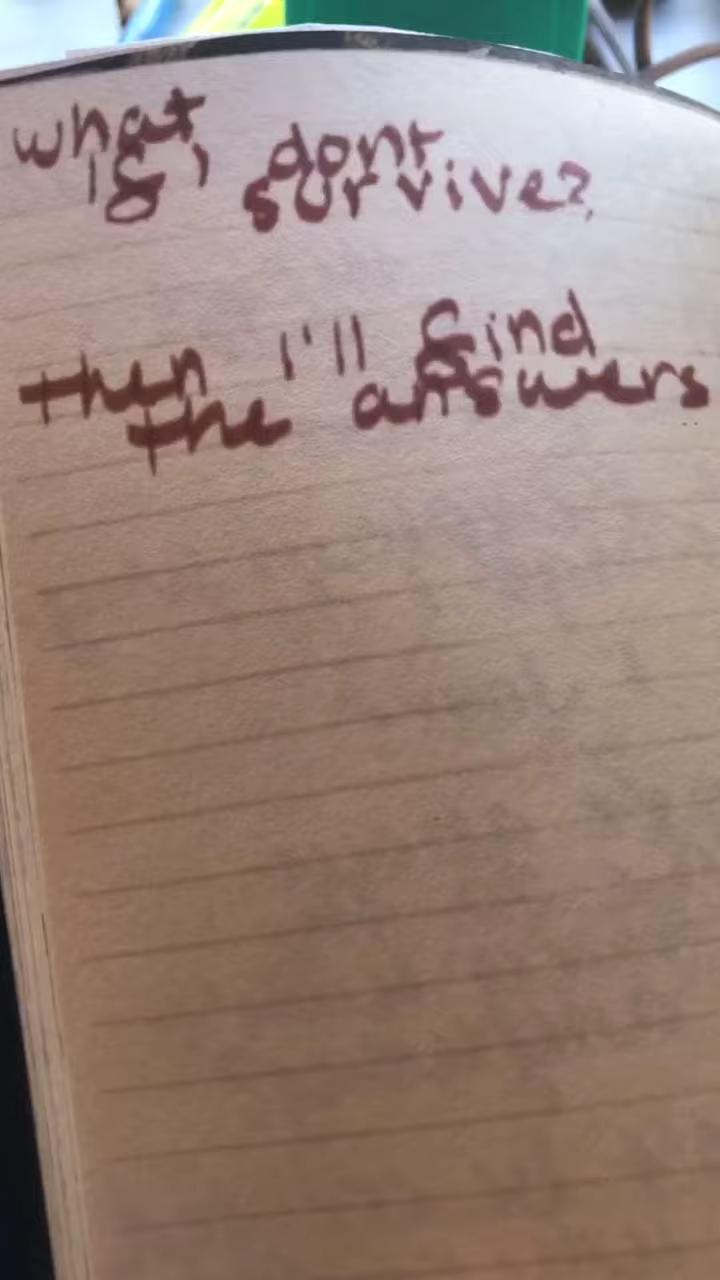 what
if I dont
survive?
then I'll find
the answers